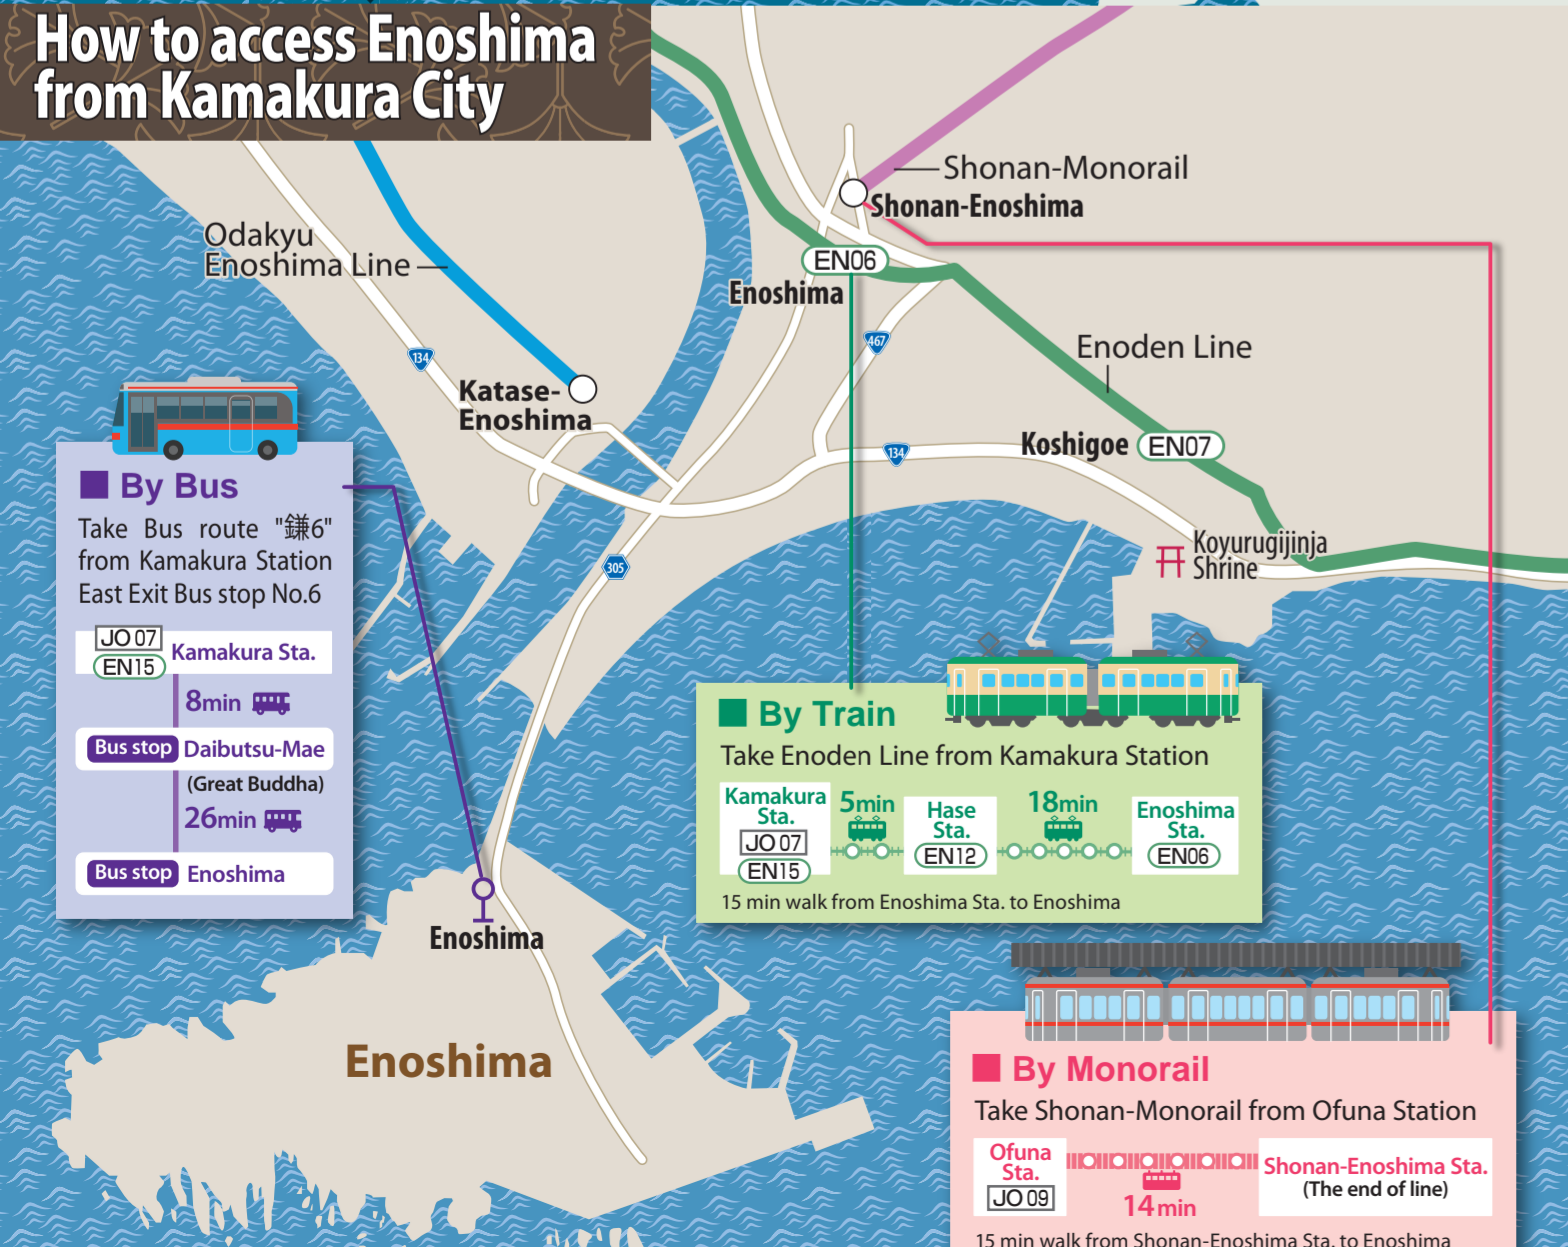 How to access Enoshima
from Kamakura City
Shonan-Monorail
Shonan-Enoshima
Odakyu
Enoshima Line
EN06
Enoshima
467
134
Enoden Line
Katase-
Enoshima
134
Koshigoe EN07
Koyurugijinja
Shrine
305
■ By Bus
Take Bus route "鎌6"
from Kamakura Station
East Exit Bus stop No.6
JO 07
EN15
Kamakura Sta.
8min
Bus stop Daibutsu-Mae
(Great Buddha)
26min
Bus stop Enoshima
■ By Train
Take Enoden Line from Kamakura Station
Kamakura
Sta.
JO 07
EN15
5min
Hase
Sta.
EN12
18min
Enoshima
Sta.
EN06
15 min walk from Enoshima Sta. to Enoshima
Enoshima
Enoshima
■ By Monorail
Take Shonan-Monorail from Ofuna Station
Ofuna
Sta.
JO 09
14min
Shonan-Enoshima Sta.
(The end of line)
15 min walk from Shonan-Enoshima Sta. to Enoshima